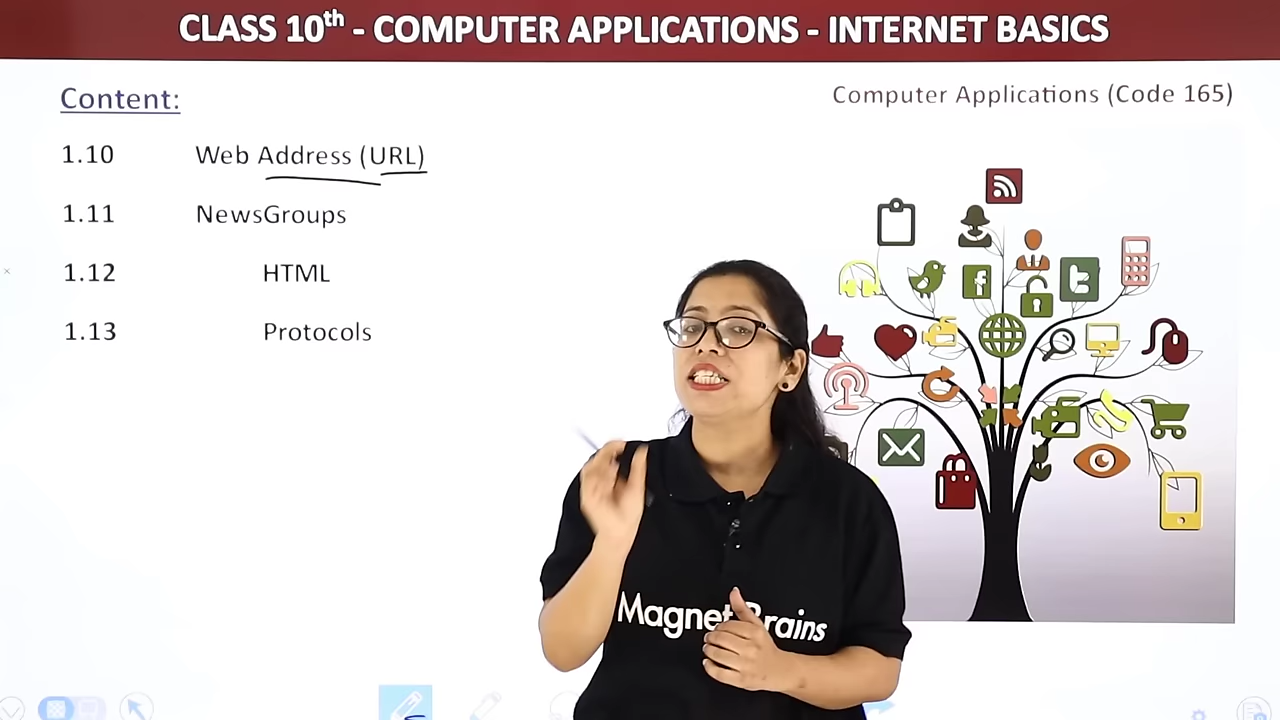 CLASS 10th - COMPUTER APPLICATIONS - INTERNET BASICS
Content:
Computer Applications (Code 165)
1.10 Web Address (URL)
1.11 NewsGroups
1.12 HTML
1.13 Protocols
Magnet Brains